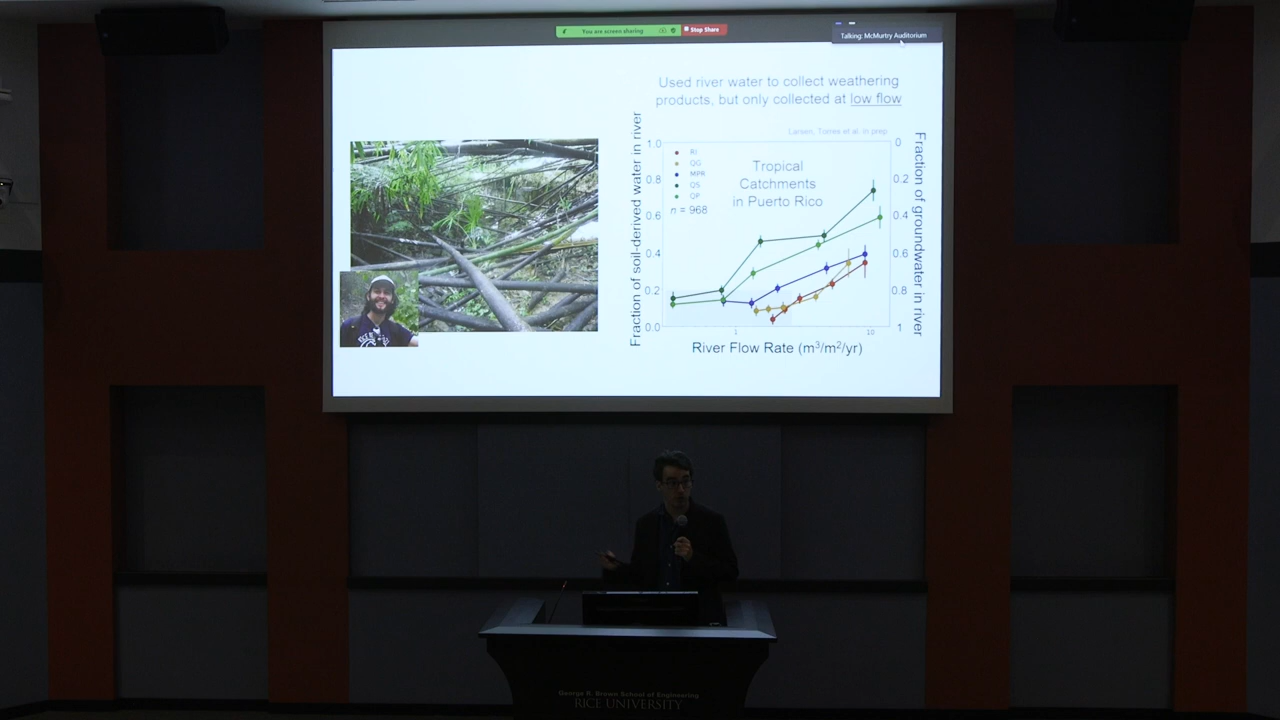 You are screen sharing
Stop Share
Talking: McMurtry Auditorium
Used river water to collect weathering
products, but only collected at low flow
Larsen, Torres et al. in prep
Fraction of soil-derived water in river
1.0
0.8
0.6
0.4
0.2
0.0
RI
QG
MPR
QS
QP
n = 968
Tropical
Catchments
in Puerto Rico
0
0.2
0.4
0.6
0.8
1
Fraction of groundwater in river
1
10
River Flow Rate (m³/m²/yr)
George R. Brown School of Engineering
RICE UNIVERSITY